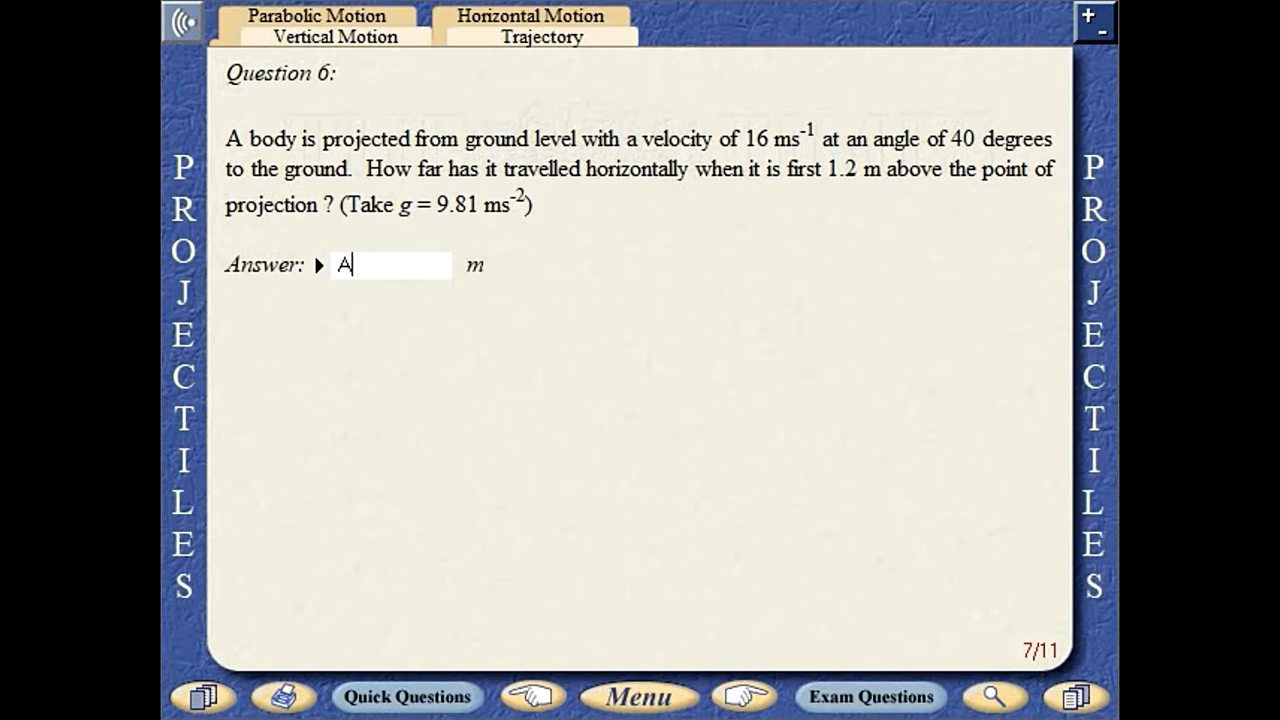 Parabolic Motion
Horizontal Motion
Vertical Motion
Trajectory
+
-
Question 6:
A body is projected from ground level with a velocity of 16 ms⁻¹ at an angle of 40 degrees
to the ground. How far has it travelled horizontally when it is first 1.2 m above the point of
projection ? (Take g = 9.81 ms⁻²)
Answer: A m
PROJECTILES
PROJECTILES
7/11
Quick Questions
Menu
Exam Questions